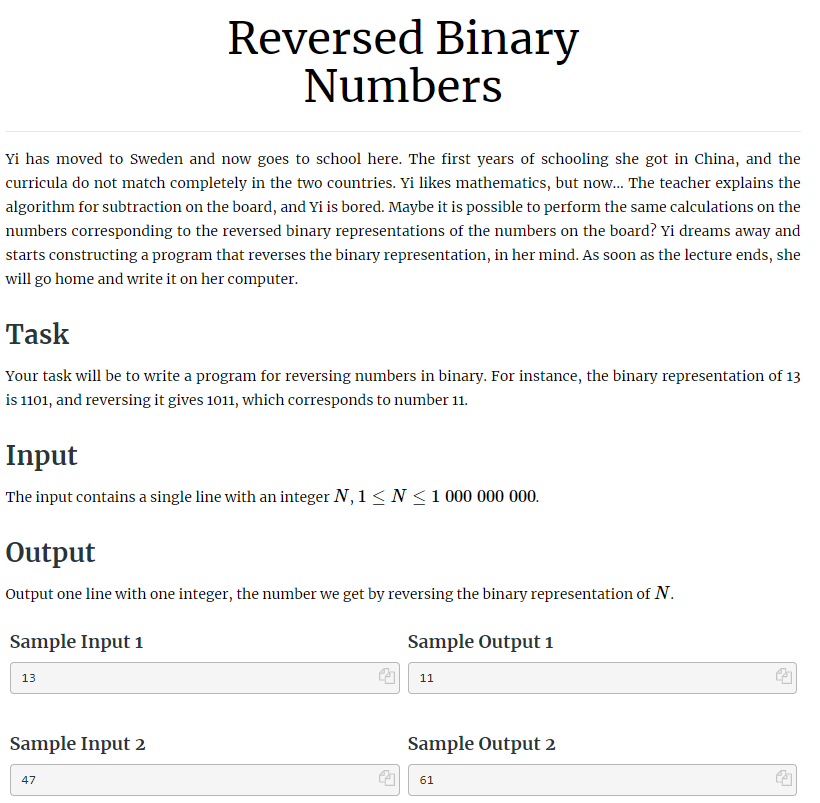 Reversed Binary
Numbers
Yi has moved to Sweden and now goes to school here. The first years of schooling she got in China, and the
curricula do not match completely in the two countries. Yi likes mathematics, but now... The teacher explains the
algorithm for subtraction on the board, and Yi is bored. Maybe it is possible to perform the same calculations on the
numbers corresponding to the reversed binary representations of the numbers on the board? Yi dreams away and
starts constructing a program that reverses the binary representation, in her mind. As soon as the lecture ends, she
will go home and write it on her computer.
Task
Your task will be to write a program for reversing numbers in binary. For instance, the binary representation of 13
is 1101, and reversing it gives 1011, which corresponds to number 11.
Input
The input contains a single line with an integer N, 1 ≤ N ≤ 1 000 000 000.
Output
Output one line with one integer, the number we get by reversing the binary representation of N.
Sample Input 1
Sample Output 1
13
11
Sample Input 2
Sample Output 2
47
61